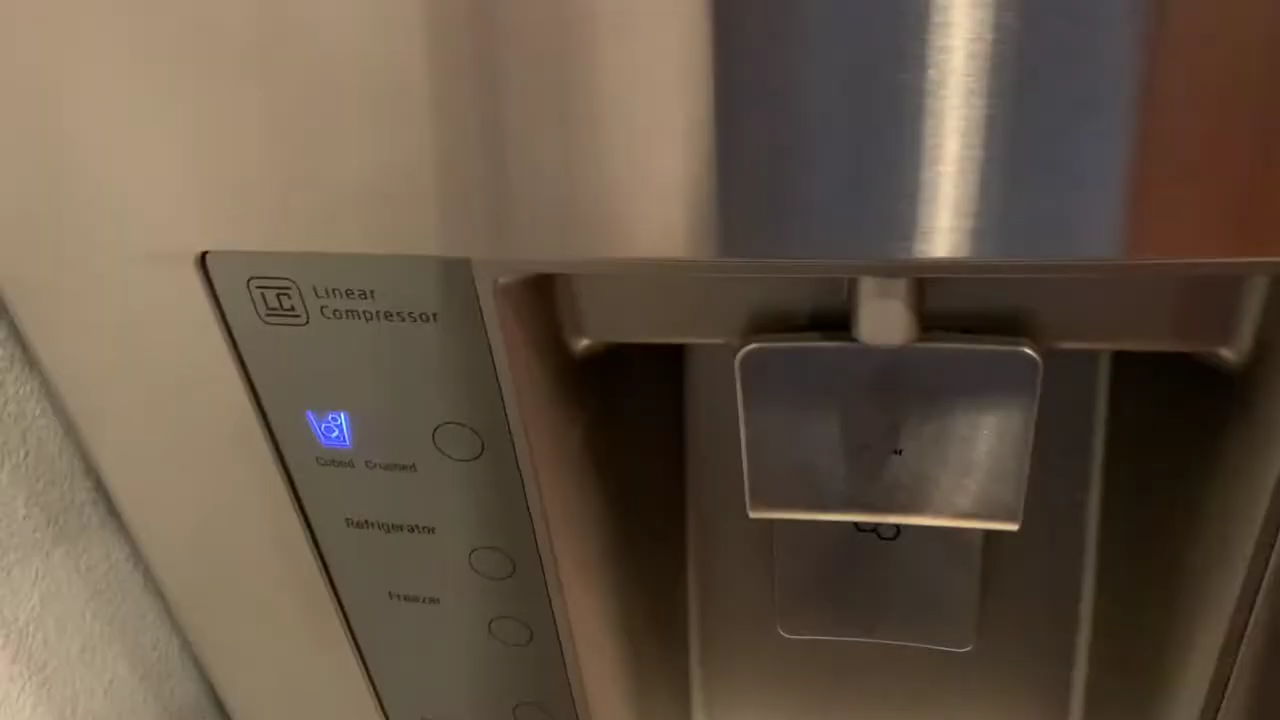 LC
Linear
Compressor
Cubed Crushed
Refrigerator
Freezer